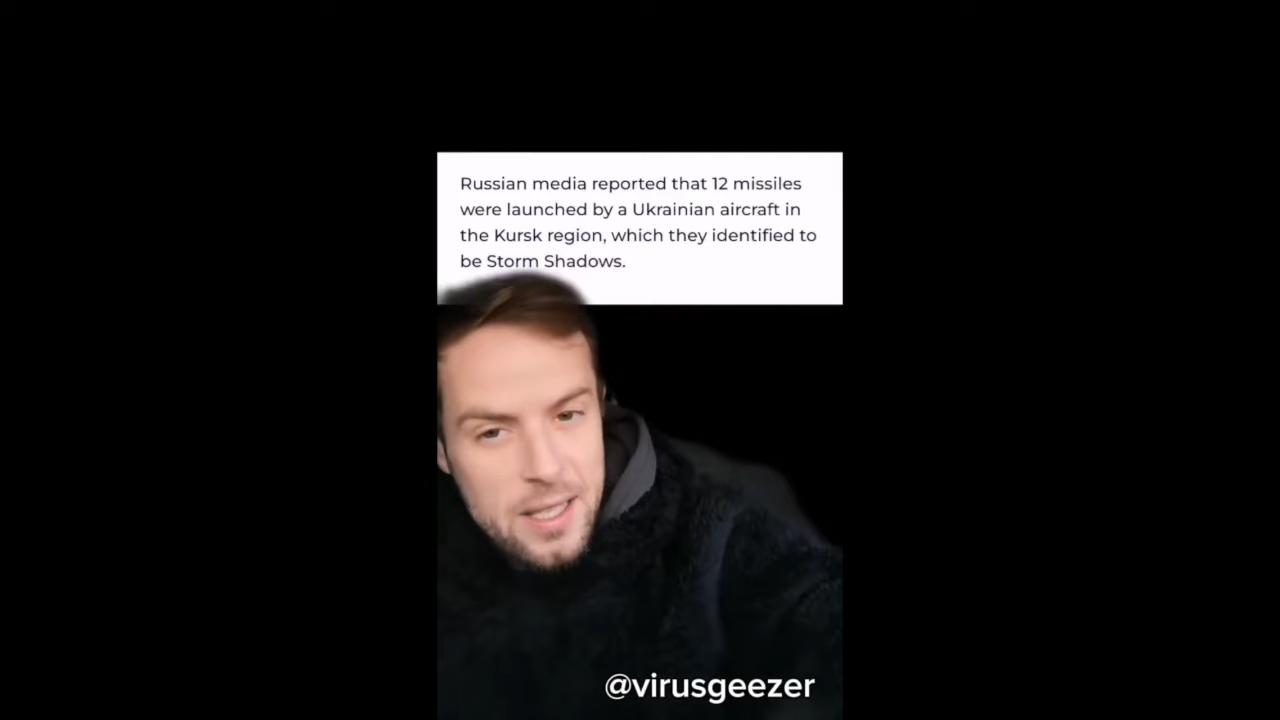 Russian media reported that 12 missiles
were launched by a Ukrainian aircraft in
the Kursk region, which they identified to
be Storm Shadows.
@virusgeezer